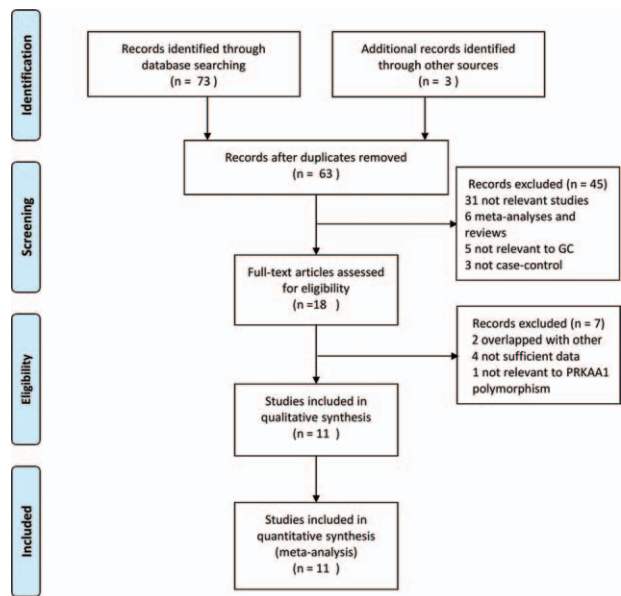 Identification
Records identified through
database searching
(n = 73 )
Additional records identified
through other sources
(n = 3 )
Records after duplicates removed
(n = 63 )
Screening
Records excluded (n = 45)
31 not relevant studies
6 meta-analyses and
reviews
5 not relevant to GC
3 not case-control
Full-text articles assessed
for eligibility
(n =18 )
Eligibility
Records excluded (n = 7)
2 overlapped with other
4 not sufficient data
1 not relevant to PRKAA1
polymorphism
Studies included in
qualitative synthesis
(n = 11 )
Included
Studies included in
quantitative synthesis
(meta-analysis)
(n = 11 )